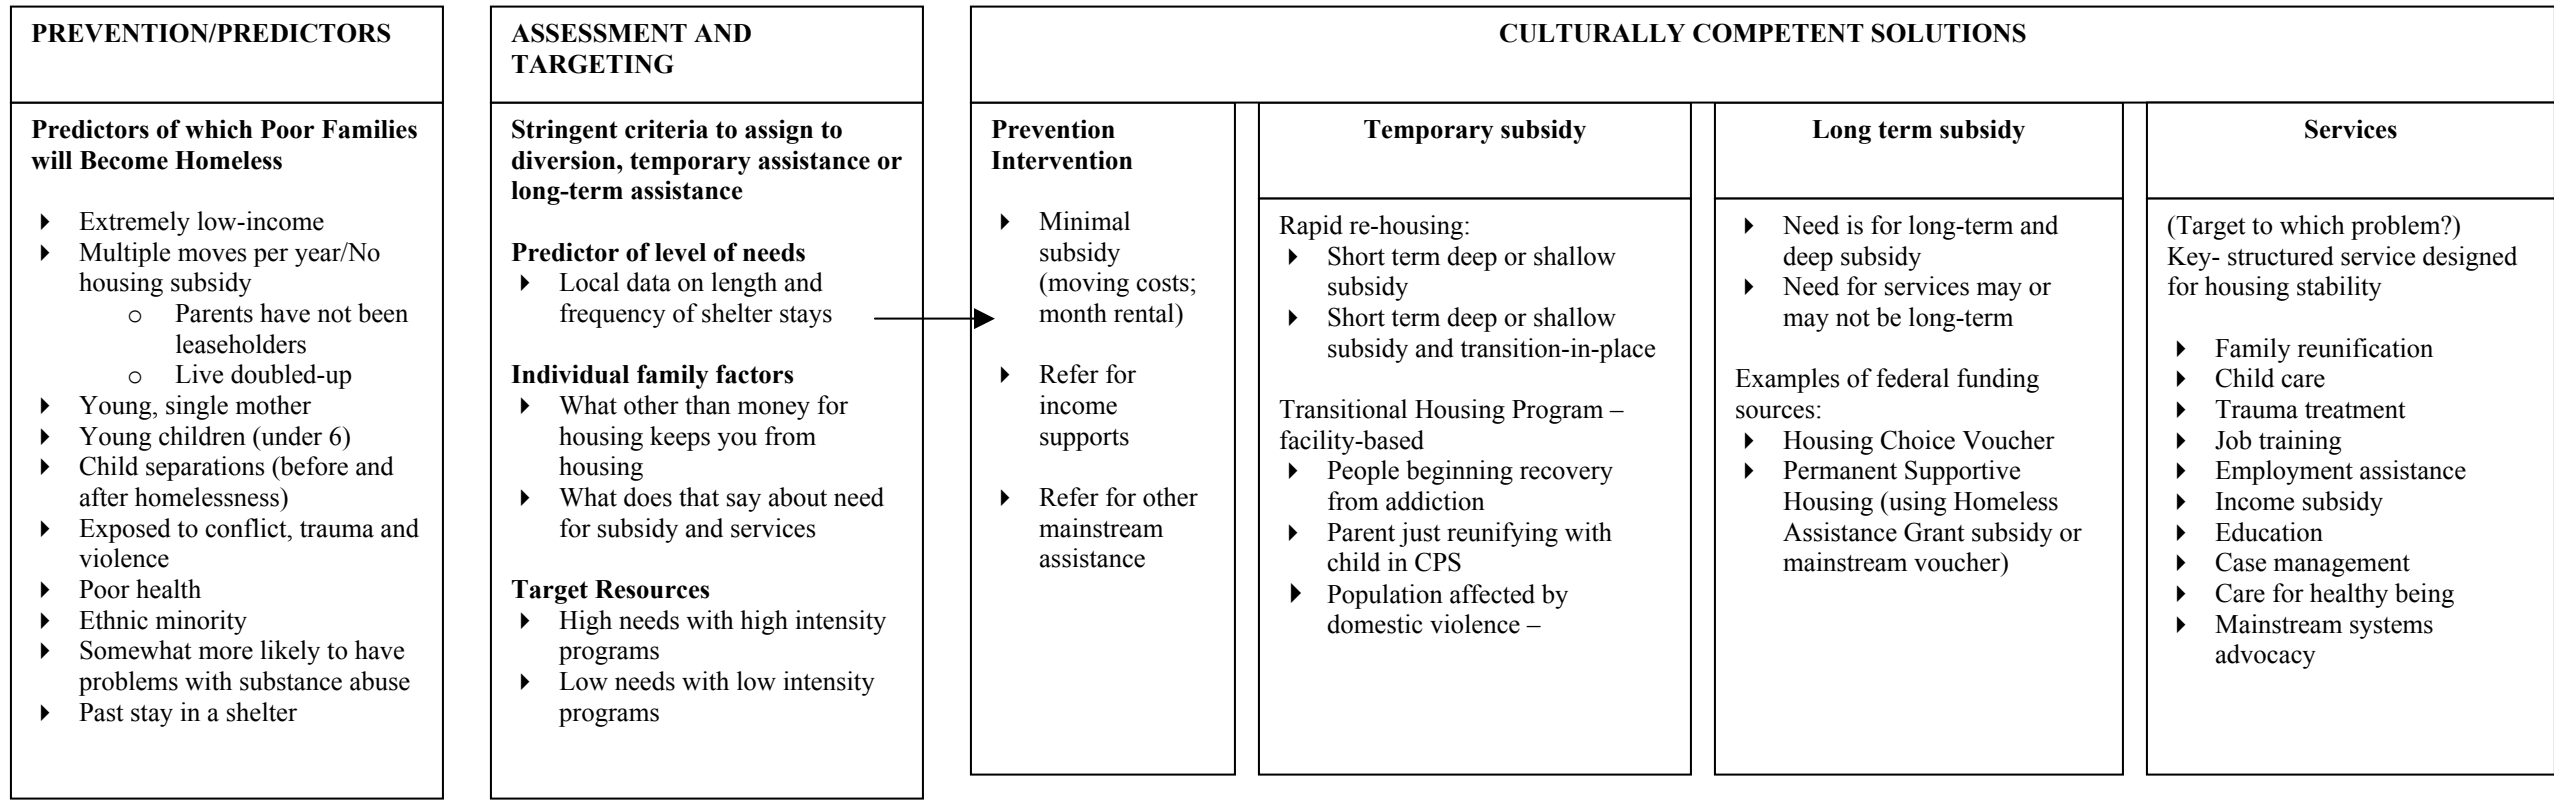 PREVENTION/PREDICTORS
Predictors of which Poor Families
will Become Homeless
Extremely low-income
Multiple moves per year/No
housing subsidy
o Parents have not been
leaseholders
o Live doubled-up
Young, single mother
Young children (under 6)
Child separations (before and
after homelessness)
Exposed to conflict, trauma and
violence
Poor health
Ethnic minority
Somewhat more likely to have
problems with substance abuse
Past stay in a shelter
ASSESSMENT AND
TARGETING
Stringent criteria to assign to
diversion, temporary assistance or
long-term assistance
Predictor of level of needs
Local data on length and
frequency of shelter stays
Individual family factors
What other than money for
housing keeps you from
housing
What does that say about need
for subsidy and services
Target Resources
High needs with high intensity
programs
Low needs with low intensity
programs
CULTURALLY COMPETENT SOLUTIONS
Prevention
Intervention
Minimal
subsidy
(moving costs;
month rental)
Refer for
income
supports
Refer for other
mainstream
assistance
Temporary subsidy
Rapid re-housing:
Short term deep or shallow
subsidy
Short term deep or shallow
subsidy and transition-in-place
Transitional Housing Program –
facility-based
People beginning recovery
from addiction
Parent just reunifying with
child in CPS
Population affected by
domestic violence –
Long term subsidy
Need is for long-term and
deep subsidy
Need for services may or
may not be long-term
Examples of federal funding
sources:
Housing Choice Voucher
Permanent Supportive
Housing (using Homeless
Assistance Grant subsidy or
mainstream voucher)
Services
(Target to which problem?)
Key- structured service designed
for housing stability
Family reunification
Child care
Trauma treatment
Job training
Employment assistance
Income subsidy
Education
Case management
Care for healthy being
Mainstream systems
advocacy